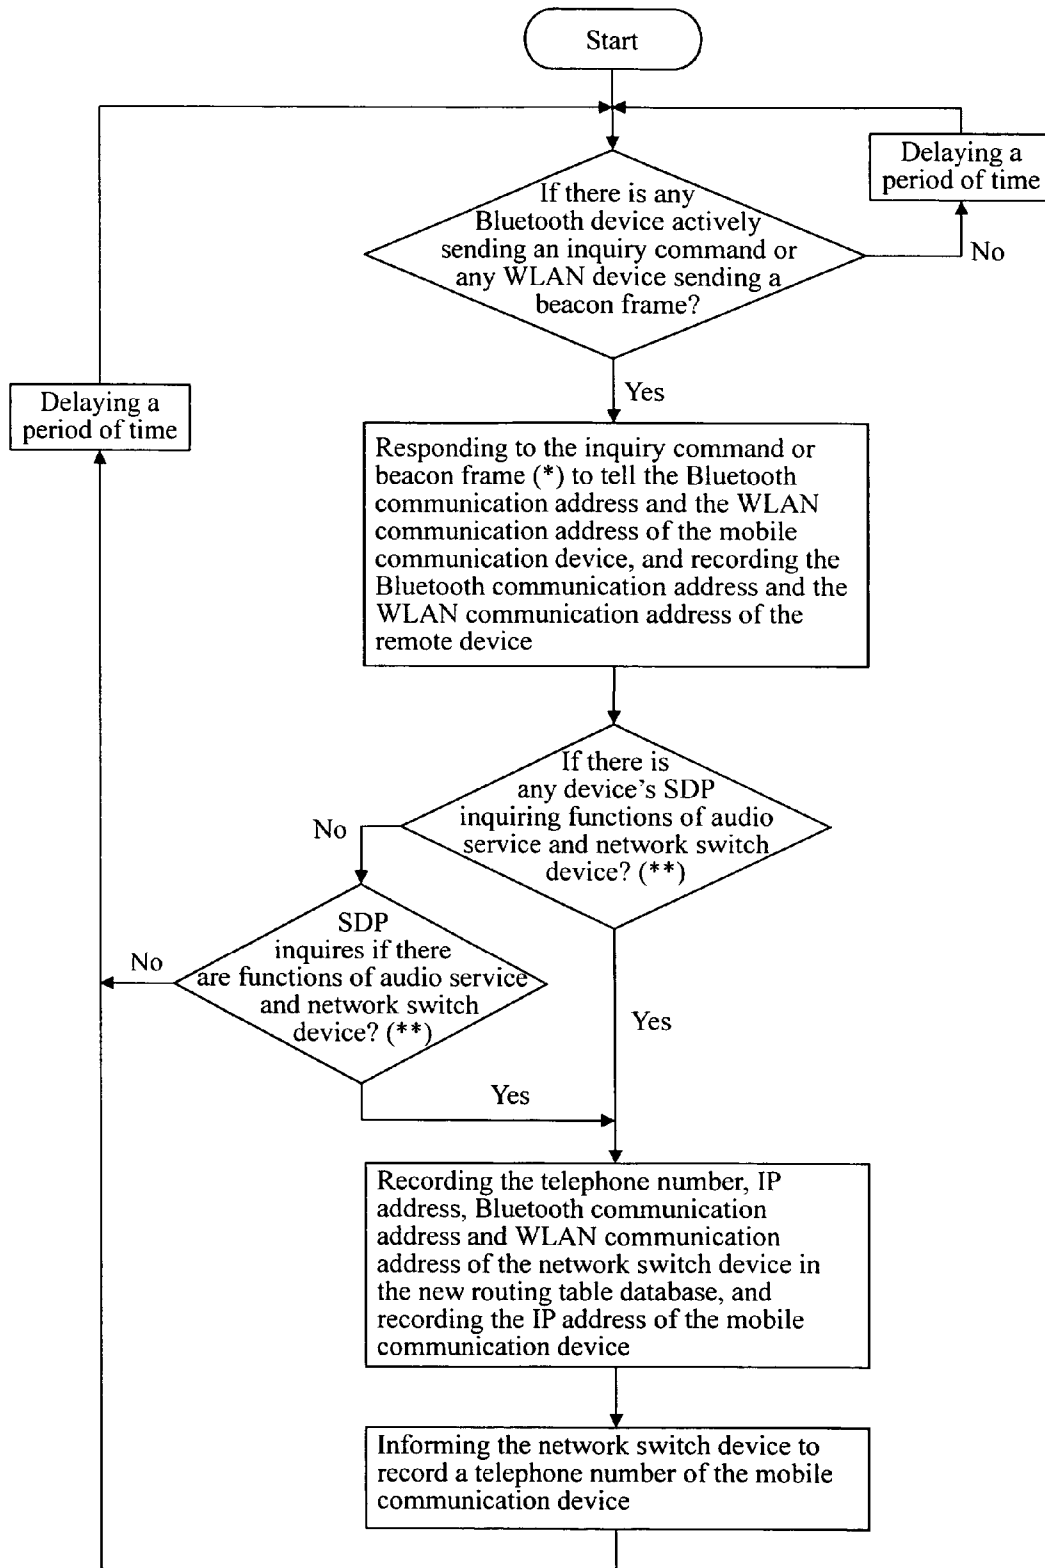 Start
If there is any
Bluetooth device actively
sending an inquiry command or
any WLAN device sending a
beacon frame?
Delaying a
period of time
No
Yes
Delaying a
period of time
Responding to the inquiry command or
beacon frame (*) to tell the Bluetooth
communication address and the WLAN
communication address of the mobile
communication device, and recording the
Bluetooth communication address and the
WLAN communication address of the
remote device
If there is
any device's SDP
inquiring functions of audio
service and network switch
device? (**)
No
SDP
inquires if there
are functions of audio service
and network switch
device? (**)
No
Yes
Yes
Recording the telephone number, IP
address, Bluetooth communication
address and WLAN communication
address of the network switch device in
the new routing table database, and
recording the IP address of the mobile
communication device
Informing the network switch device to
record a telephone number of the mobile
communication device